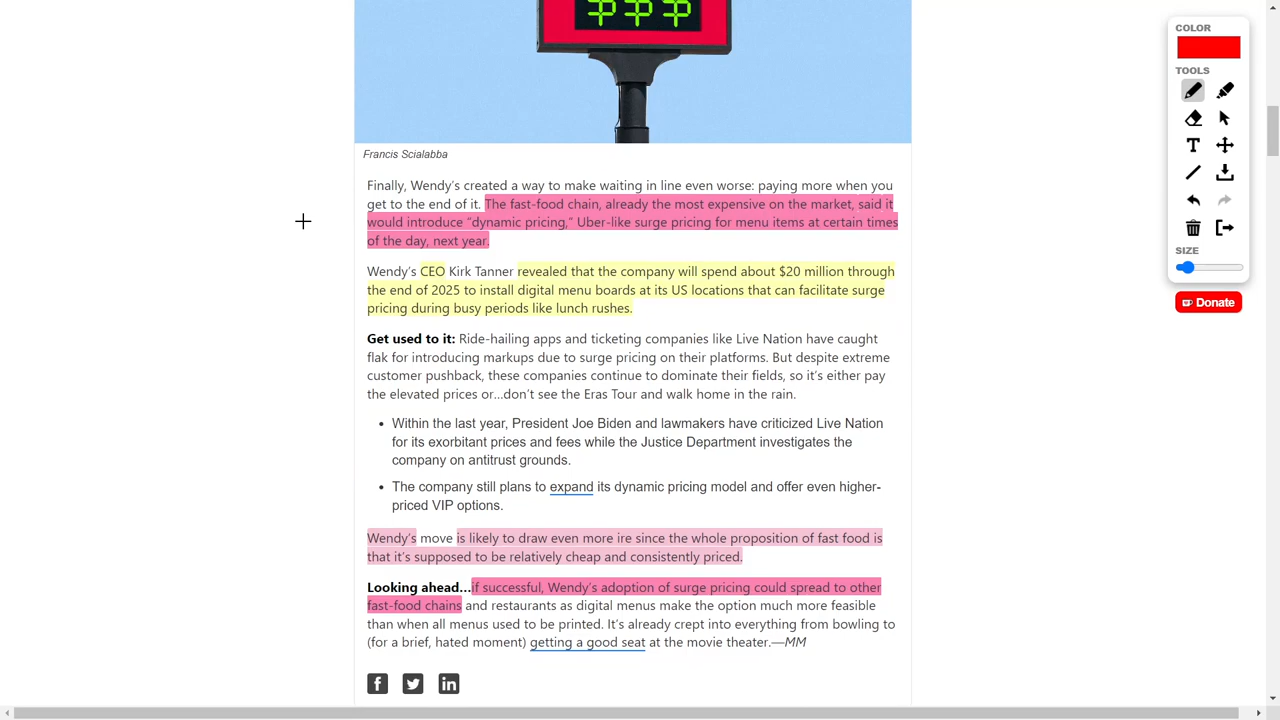 $$$
COLOR
TOOLS
T
SIZE
Donate
Francis Scialabba
Finally, Wendy's created a way to make waiting in line even worse: paying more when you
get to the end of it. The fast-food chain, already the most expensive on the market, said it
would introduce “dynamic pricing,” Uber-like surge pricing for menu items at certain times
of the day, next year.
Wendy's CEO Kirk Tanner revealed that the company will spend about $20 million through
the end of 2025 to install digital menu boards at its US locations that can facilitate surge
pricing during busy periods like lunch rushes.
Get used to it: Ride-hailing apps and ticketing companies like Live Nation have caught
flak for introducing markups due to surge pricing on their platforms. But despite extreme
customer pushback, these companies continue to dominate their fields, so it's either pay
the elevated prices or…don't see the Eras Tour and walk home in the rain.
• Within the last year, President Joe Biden and lawmakers have criticized Live Nation
for its exorbitant prices and fees while the Justice Department investigates the
company on antitrust grounds.
• The company still plans to expand its dynamic pricing model and offer even higher-
priced VIP options.
Wendy's move is likely to draw even more ire since the whole proposition of fast food is
that it's supposed to be relatively cheap and consistently priced.
Looking ahead…if successful, Wendy's adoption of surge pricing could spread to other
fast-food chains and restaurants as digital menus make the option much more feasible
than when all menus used to be printed. It's already crept into everything from bowling to
(for a brief, hated moment) getting a good seat at the movie theater.—MM